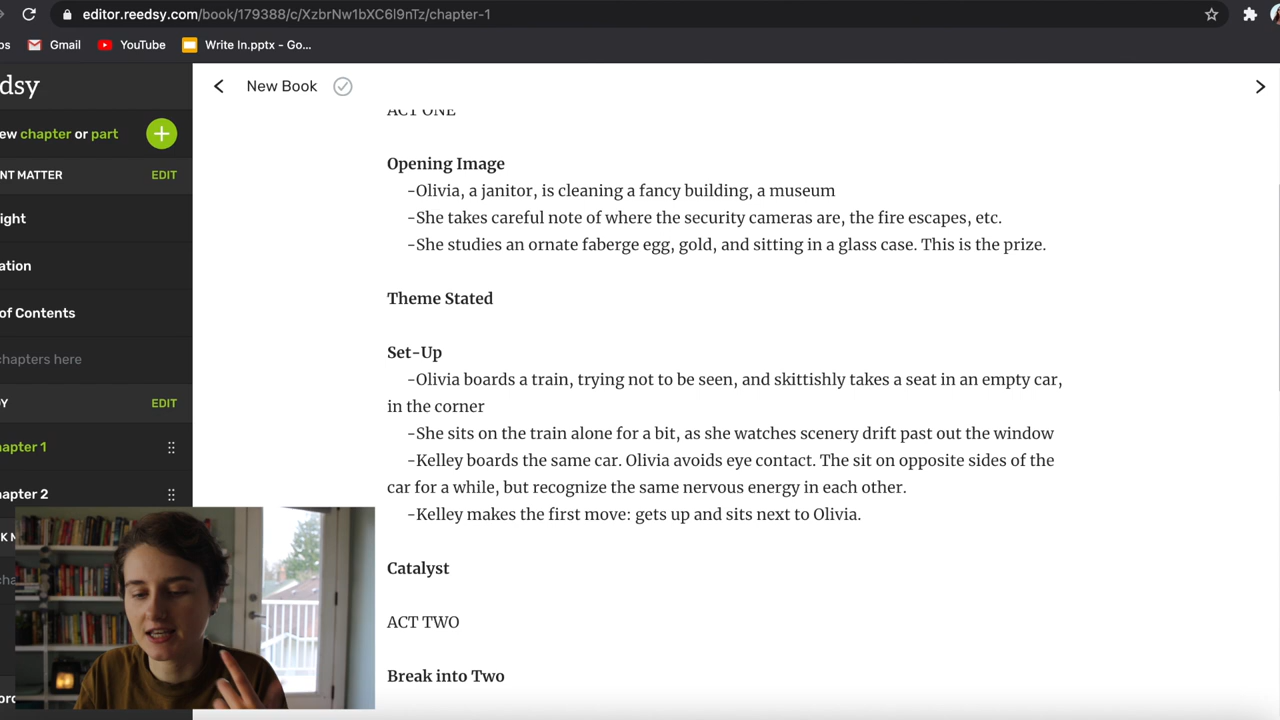 editor.reedsy.com/book/179388/c/XzbrNw1bXC6l9nTz/chapter-1
ps Gmail YouTube Write In.pptx - Go...
edsy
New Book
ew chapter or part +
ACT ONE
NT MATTER EDIT
Opening Image
-Olivia, a janitor, is cleaning a fancy building, a museum
ight
-She takes careful note of where the security cameras are, the fire escapes, etc.
-She studies an ornate faberge egg, gold, and sitting in a glass case. This is the prize.
ation
Theme Stated
of Contents
Set-Up
chapters here
-Olivia boards a train, trying not to be seen, and skittishly takes a seat in an empty car,
in the corner
DY EDIT
-She sits on the train alone for a bit, as she watches scenery drift past out the window
hapter 1
-Kelley boards the same car. Olivia avoids eye contact. The sit on opposite sides of the
car for a while, but recognize the same nervous energy in each other.
hapter 2
-Kelley makes the first move: gets up and sits next to Olivia.
Catalyst
ACT TWO
Break into Two